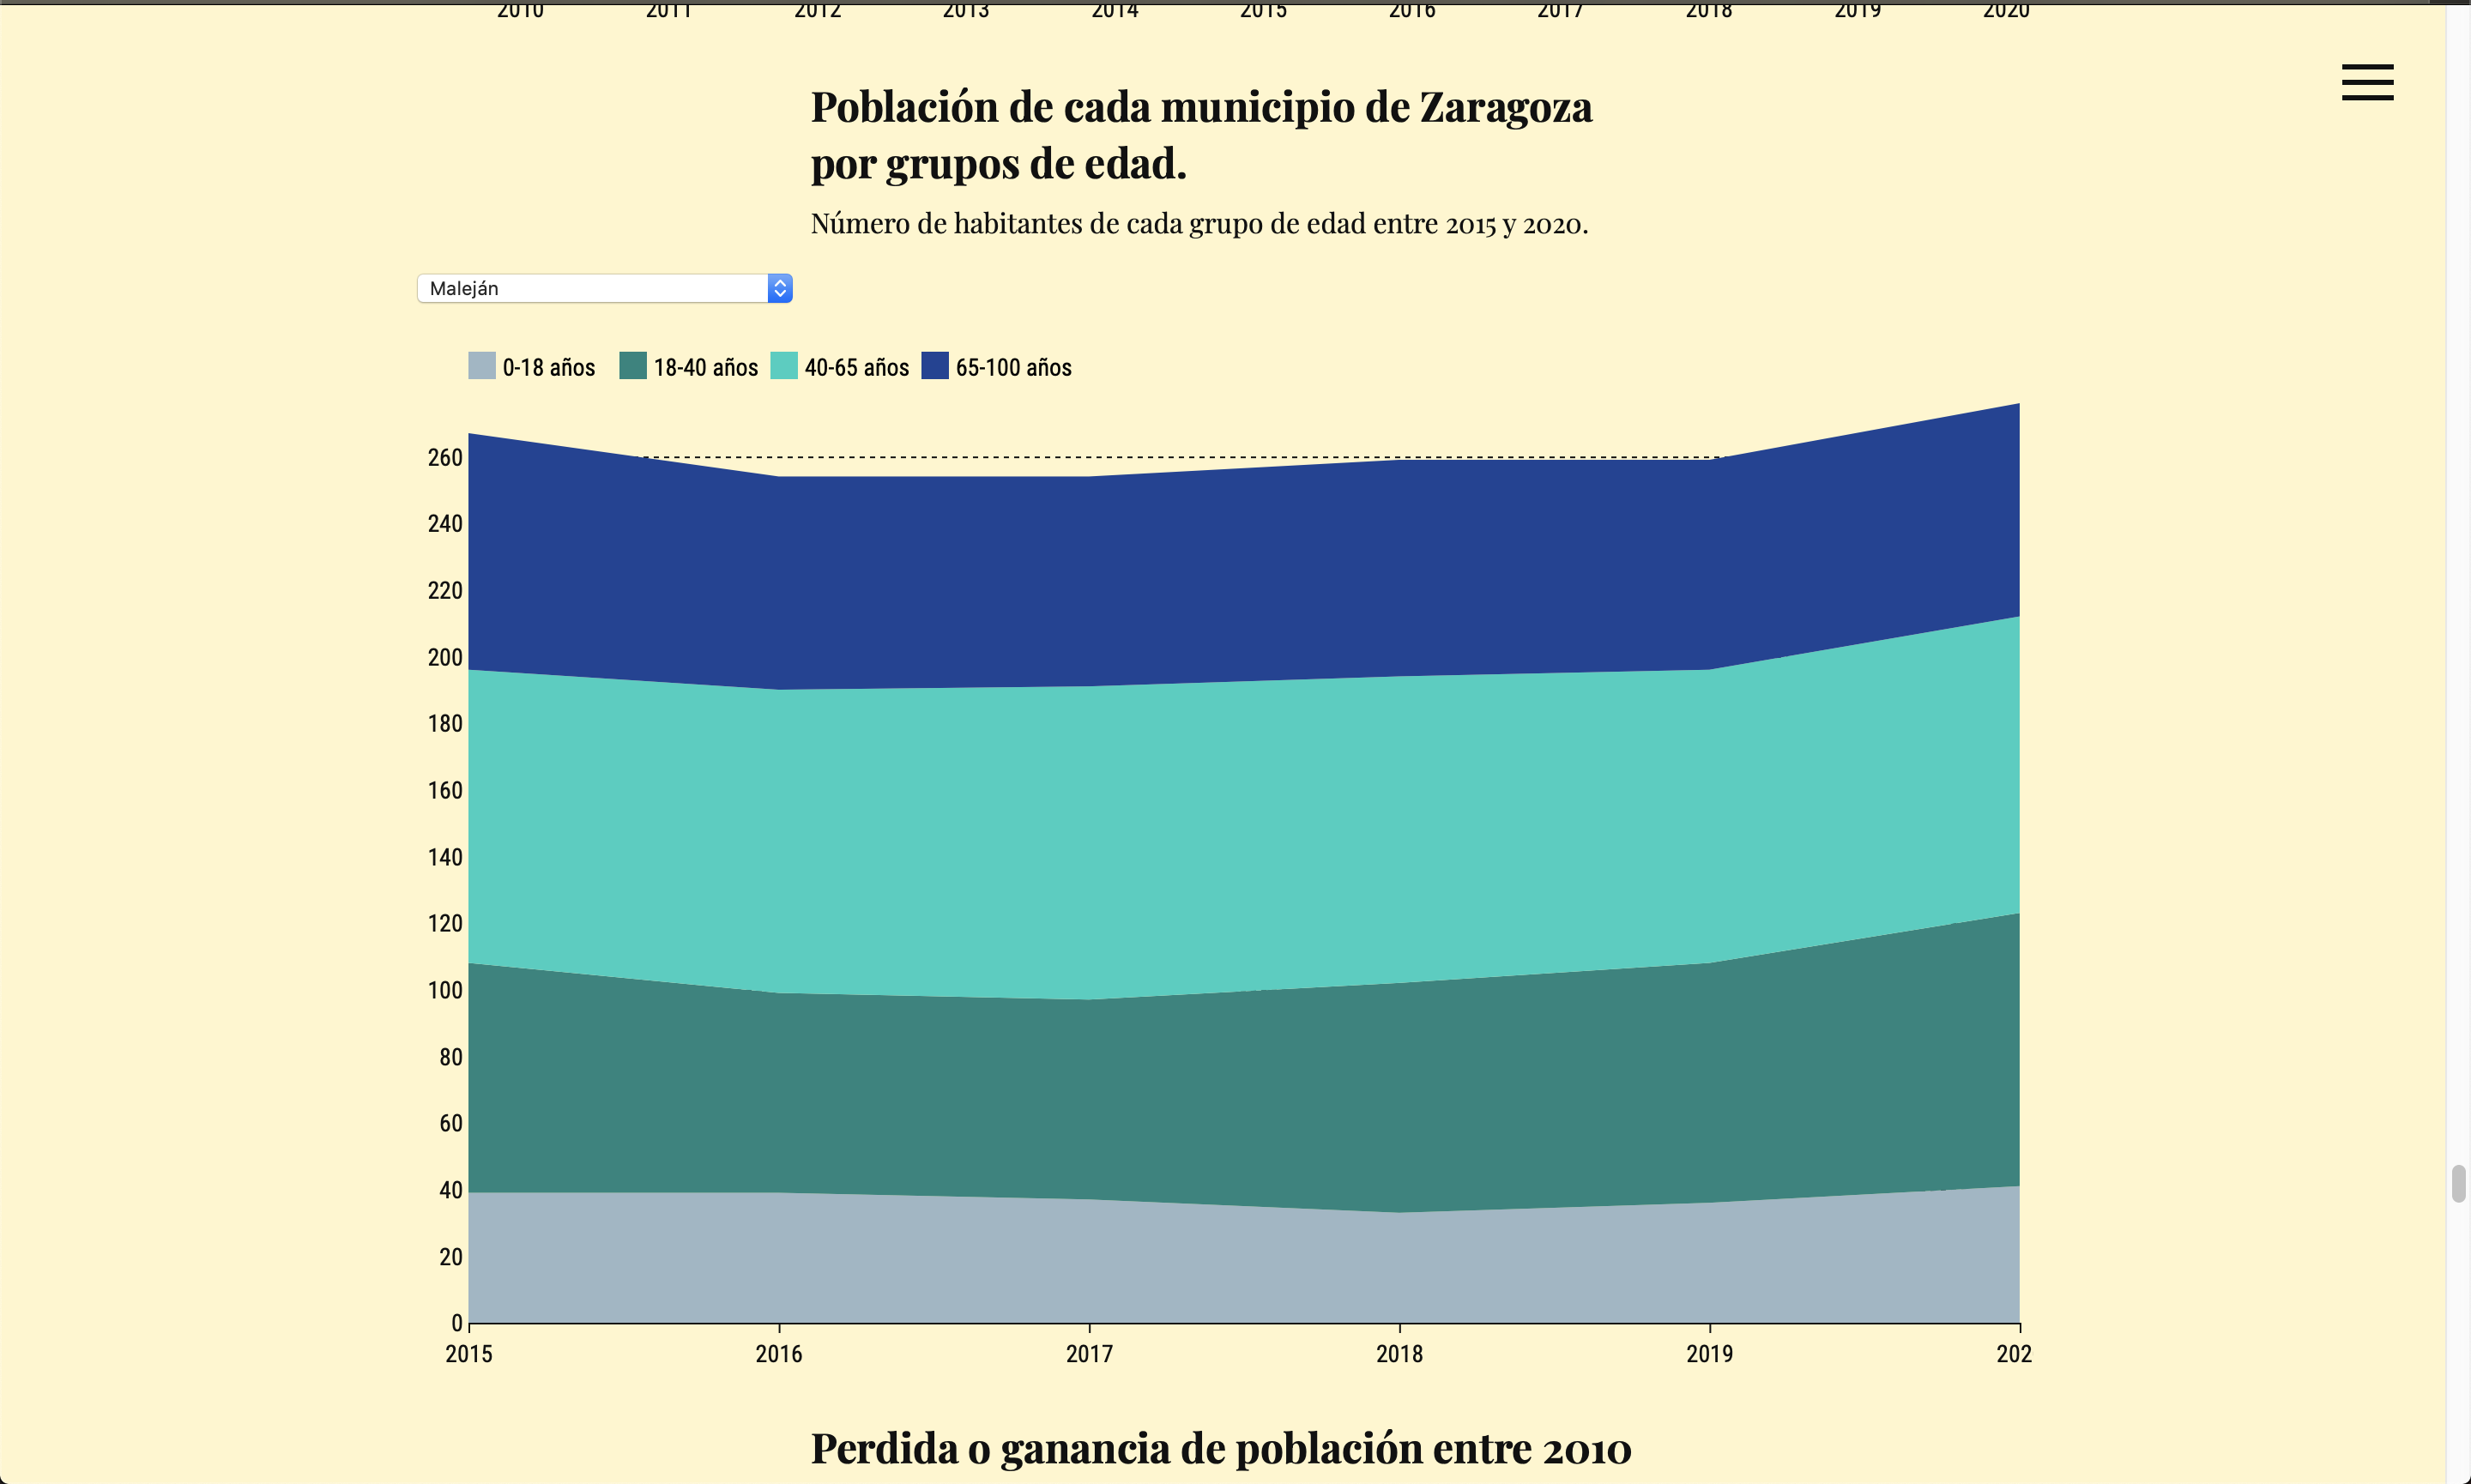 2010 2011 2012 2013 2014 2015 2016 2017 2018 2019 2020
Población de cada municipio de Zaragoza
por grupos de edad.
Número de habitantes de cada grupo de edad entre 2015 y 2020.
Maleján
0-18 años 18-40 años 40-65 años 65-100 años
260
240
220
200
180
160
140
120
100
80
60
40
20
0
2015 2016 2017 2018 2019 202
Perdida o ganancia de población entre 2010